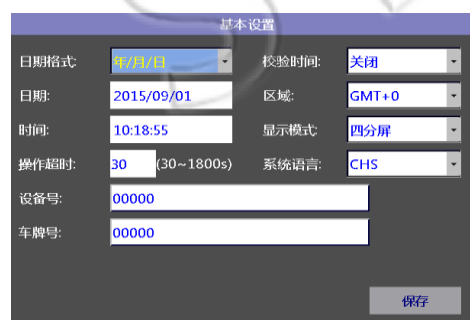 基本设置
日期格式: 年/月/日 校验时间: 关闭
日期: 2015/09/01 区域: GMT+0
时间: 10:18:55 显示模式: 四分屏
操作超时: 30 (30~1800s) 系统语言: CHS
设备号: 00000
车牌号: 00000
保存